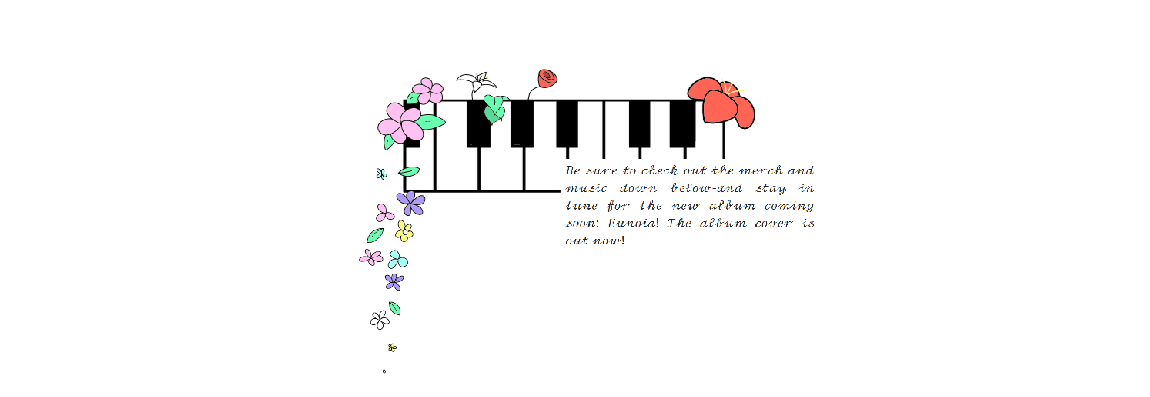 Be sure to check out the merch and
music down below-and stay in
tune for the new album coming
soon: Eunoia! The album cover is
out now!